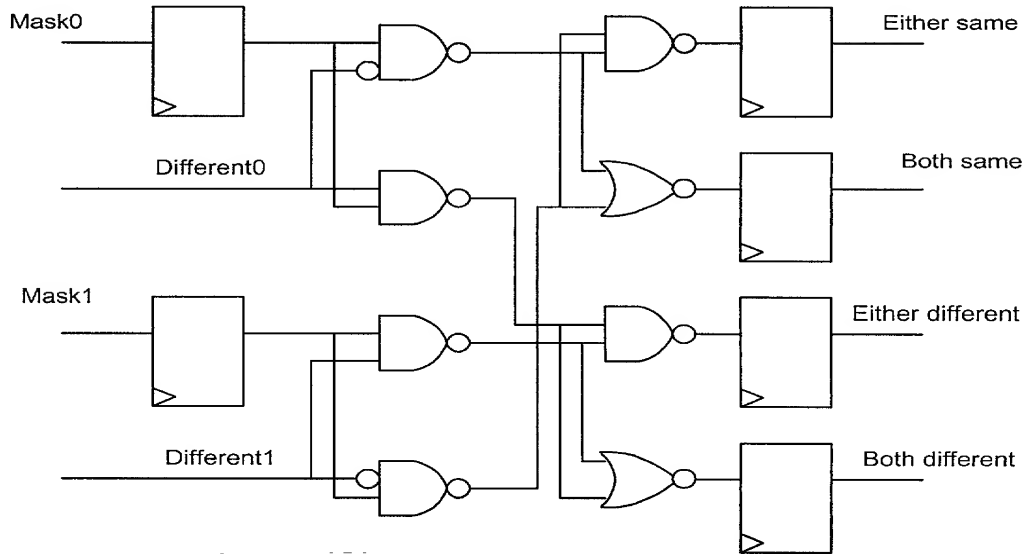 Mask0
Either same
Different0
Both same
Mask1
Either different
Different1
Both different